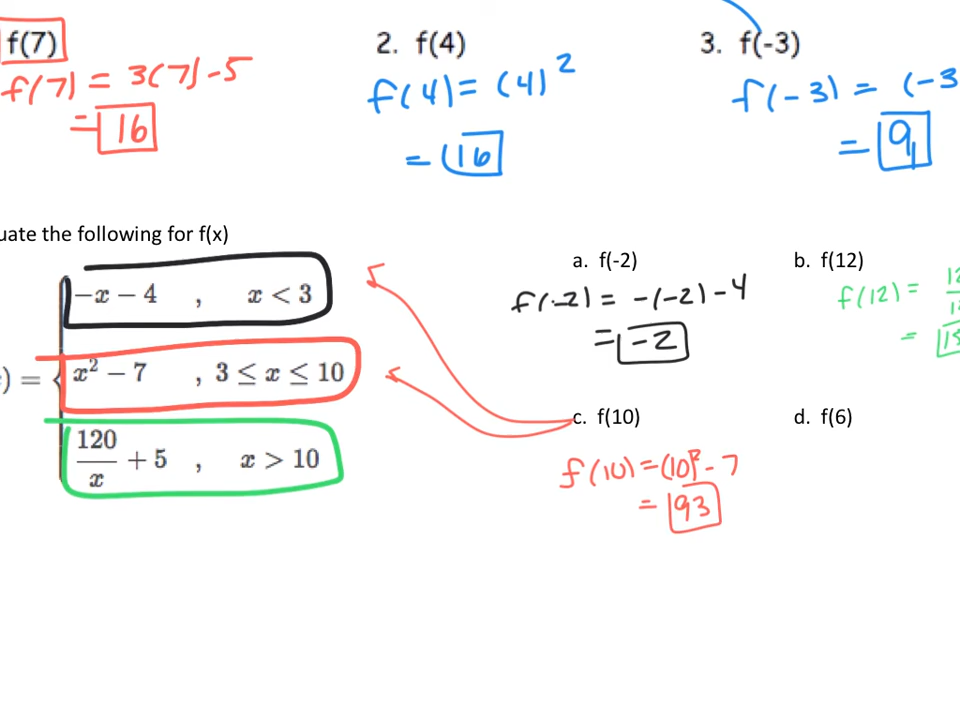 f(7)
f(7) = 3(7) - 5
= 16
2. f(4)
f(4) = (4)²
= 16
3. f(-3)
f(-3) = (-3
= 9
uate the following for f(x)
) = { -x - 4 , x < 3
x² - 7 , 3 ≤ x ≤ 10
120/x + 5 , x > 10
a. f(-2)
f(-2) = -(-2) - 4
= -2
b. f(12)
f(12) = 12
= 15
c. f(10)
f(10) = (10)² - 7
= 93
d. f(6)